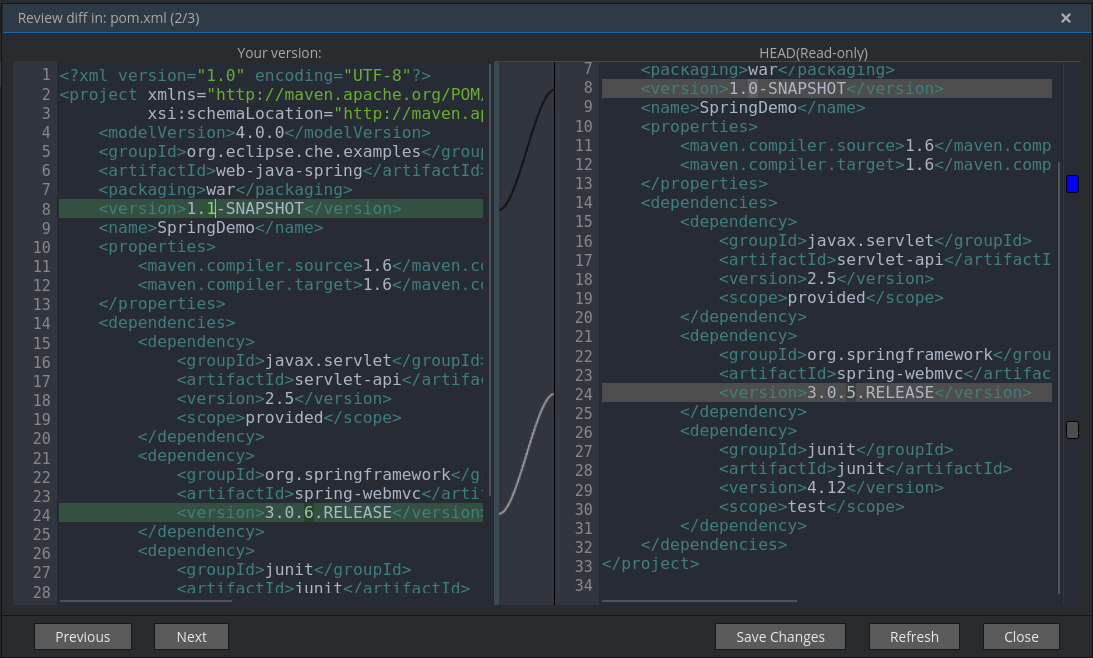 Review diff in: pom.xml (2/3)
Your version:
1 <?xml version="1.0" encoding="UTF-8"?>
2 <project xmlns="http://maven.apache.org/POM/
3 xsi:schemaLocation="http://maven.ap
4 <modelVersion>4.0.0</modelVersion>
5 <groupId>org.eclipse.che.examples</group
6 <artifactId>web-java-spring</artifactId>
7 <packaging>war</packaging>
8 <version>1.1-SNAPSHOT</version>
9 <name>SpringDemo</name>
10 <properties>
11 <maven.compiler.source>1.6</maven.co
12 <maven.compiler.target>1.6</maven.co
13 </properties>
14 <dependencies>
15 <dependency>
16 <groupId>javax.servlet</groupId>
17 <artifactId>servlet-api</artifac
18 <version>2.5</version>
19 <scope>provided</scope>
20 </dependency>
21 <dependency>
22 <groupId>org.springframework</g
23 <artifactId>spring-webmvc</arti
24 <version>3.0.6.RELEASE</version>
25 </dependency>
26 <dependency>
27 <groupId>junit</groupId>
28 <artifactId>junit</artifactId>
HEAD(Read-only)
7 <packaging>war</packaging>
8 <version>1.0-SNAPSHOT</version>
9 <name>SpringDemo</name>
10 <properties>
11 <maven.compiler.source>1.6</maven.comp
12 <maven.compiler.target>1.6</maven.comp
13 </properties>
14 <dependencies>
15 <dependency>
16 <groupId>javax.servlet</groupId>
17 <artifactId>servlet-api</artifactI
18 <version>2.5</version>
19 <scope>provided</scope>
20 </dependency>
21 <dependency>
22 <groupId>org.springframework</grou
23 <artifactId>spring-webmvc</artifac
24 <version>3.0.5.RELEASE</version>
25 </dependency>
26 <dependency>
27 <groupId>junit</groupId>
28 <artifactId>junit</artifactId>
29 <version>4.12</version>
30 <scope>test</scope>
31 </dependency>
32 </dependencies>
33 </project>
34
Previous
Next
Save Changes
Refresh
Close